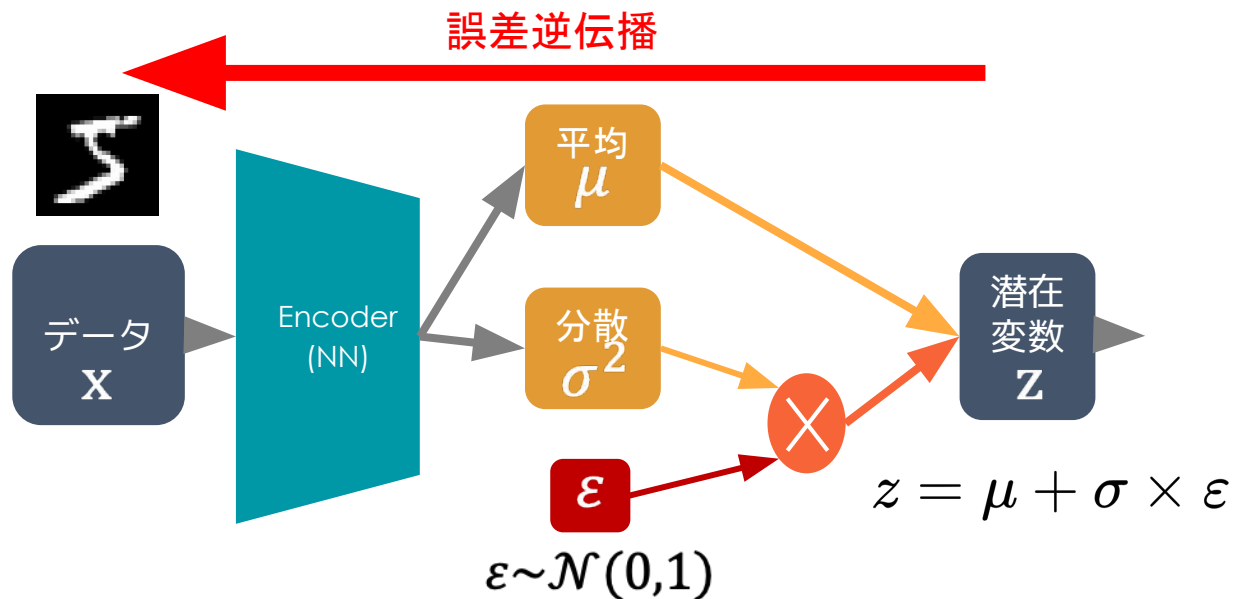 誤差逆伝播
平均
μ
データ
x
Encoder
(NN)
分散
σ²
ε
ε~𝒩(0,1)
×
潜在
変数
z
z = μ + σ × ε